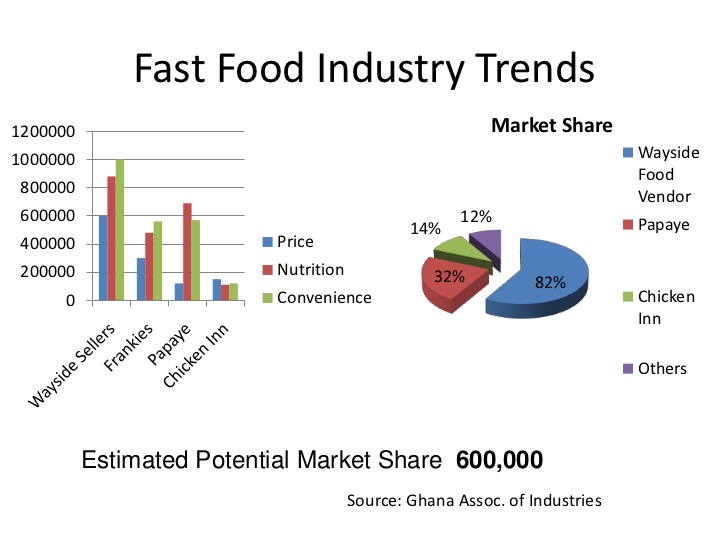 Fast Food Industry Trends
1200000
1000000
800000
600000
400000
200000
0
Wayside Sellers
Frankies
Papaye
Chicken Inn
Price
Nutrition
Convenience
Market Share
14%
12%
32%
82%
Wayside
Food
Vendor
Papaye
Chicken
Inn
Others
Estimated Potential Market Share 600,000
Source: Ghana Assoc. of Industries